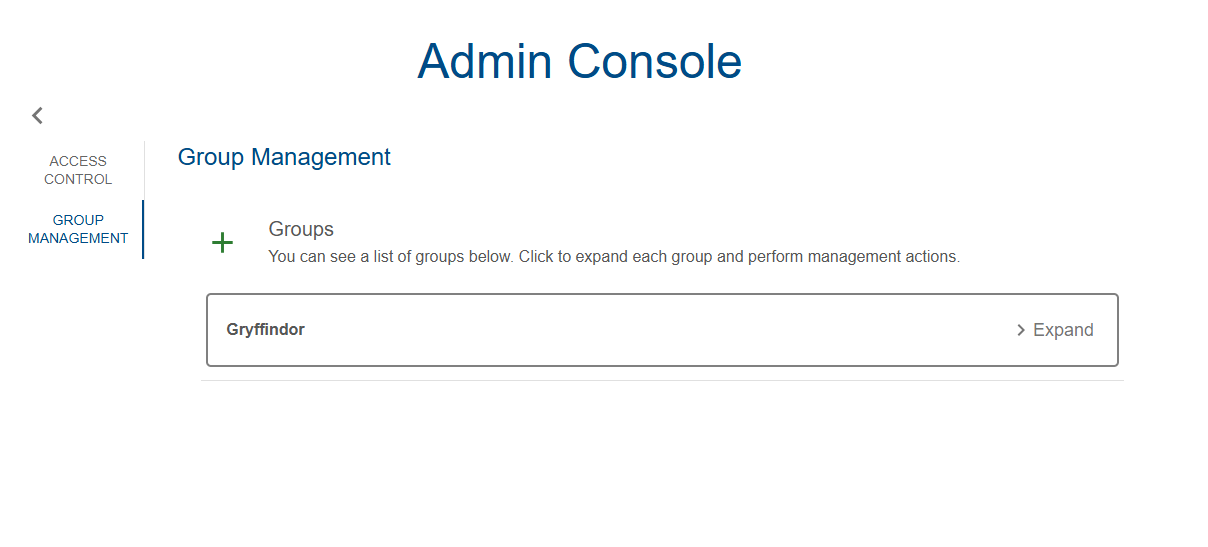 Admin Console
ACCESS
CONTROL
GROUP
MANAGEMENT
Group Management
Groups
You can see a list of groups below. Click to expand each group and perform management actions.
Gryffindor
Expand